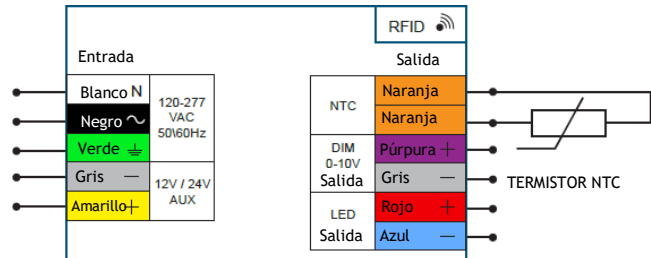 RFID
Entrada
Salida
Blanco N
Negro ~
Verde
Gris —
Amarillo+
120-277
VAC
50\60Hz
12V / 24V
AUX
NTC
DIM
0-10V
Salida
LED
Salida
Naranja
Naranja
Púrpura +
Gris —
Rojo +
Azul —
TERMISTOR NTC